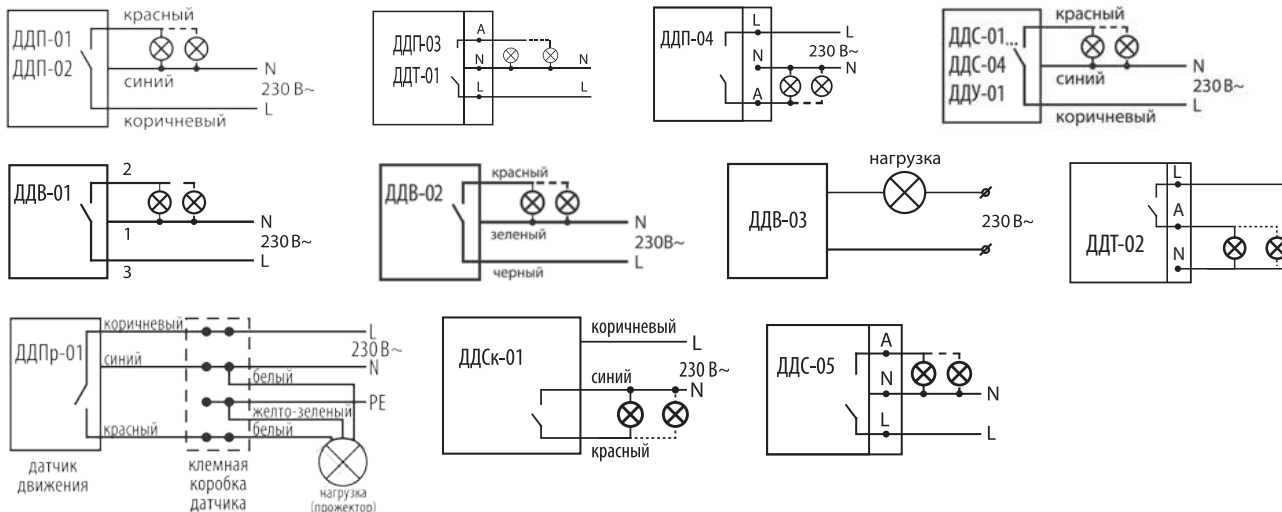 красный
ДДП-01
ДДП-02
N
синий
230 В~
L
коричневый
ДДП-03
ДДТ-01
A
N
N
L
L
ДДП-04
L
L
230 В~
N
N
A
красный
ДДС-01...
ДДС-04
ДДУ-01
N
синий
230 В~
L
коричневый
ДДВ-01
2
N
1
230 В~
L
3
ДДВ-02
красный
N
зеленый
230В~
L
черный
нагрузка
ДДВ-03
230 В~
L
A
ДДТ-02
N
ДДПр-01
коричневый
L
230 В~
синий
N
белый
PE
желто-зеленый
красный
белый
датчик
движения
клемная
коробка
датчика
нагрузка
(прожектор)
ДДСк-01
коричневый
L
синий
230 В~
N
красный
ДДС-05
A
N
N
L
L